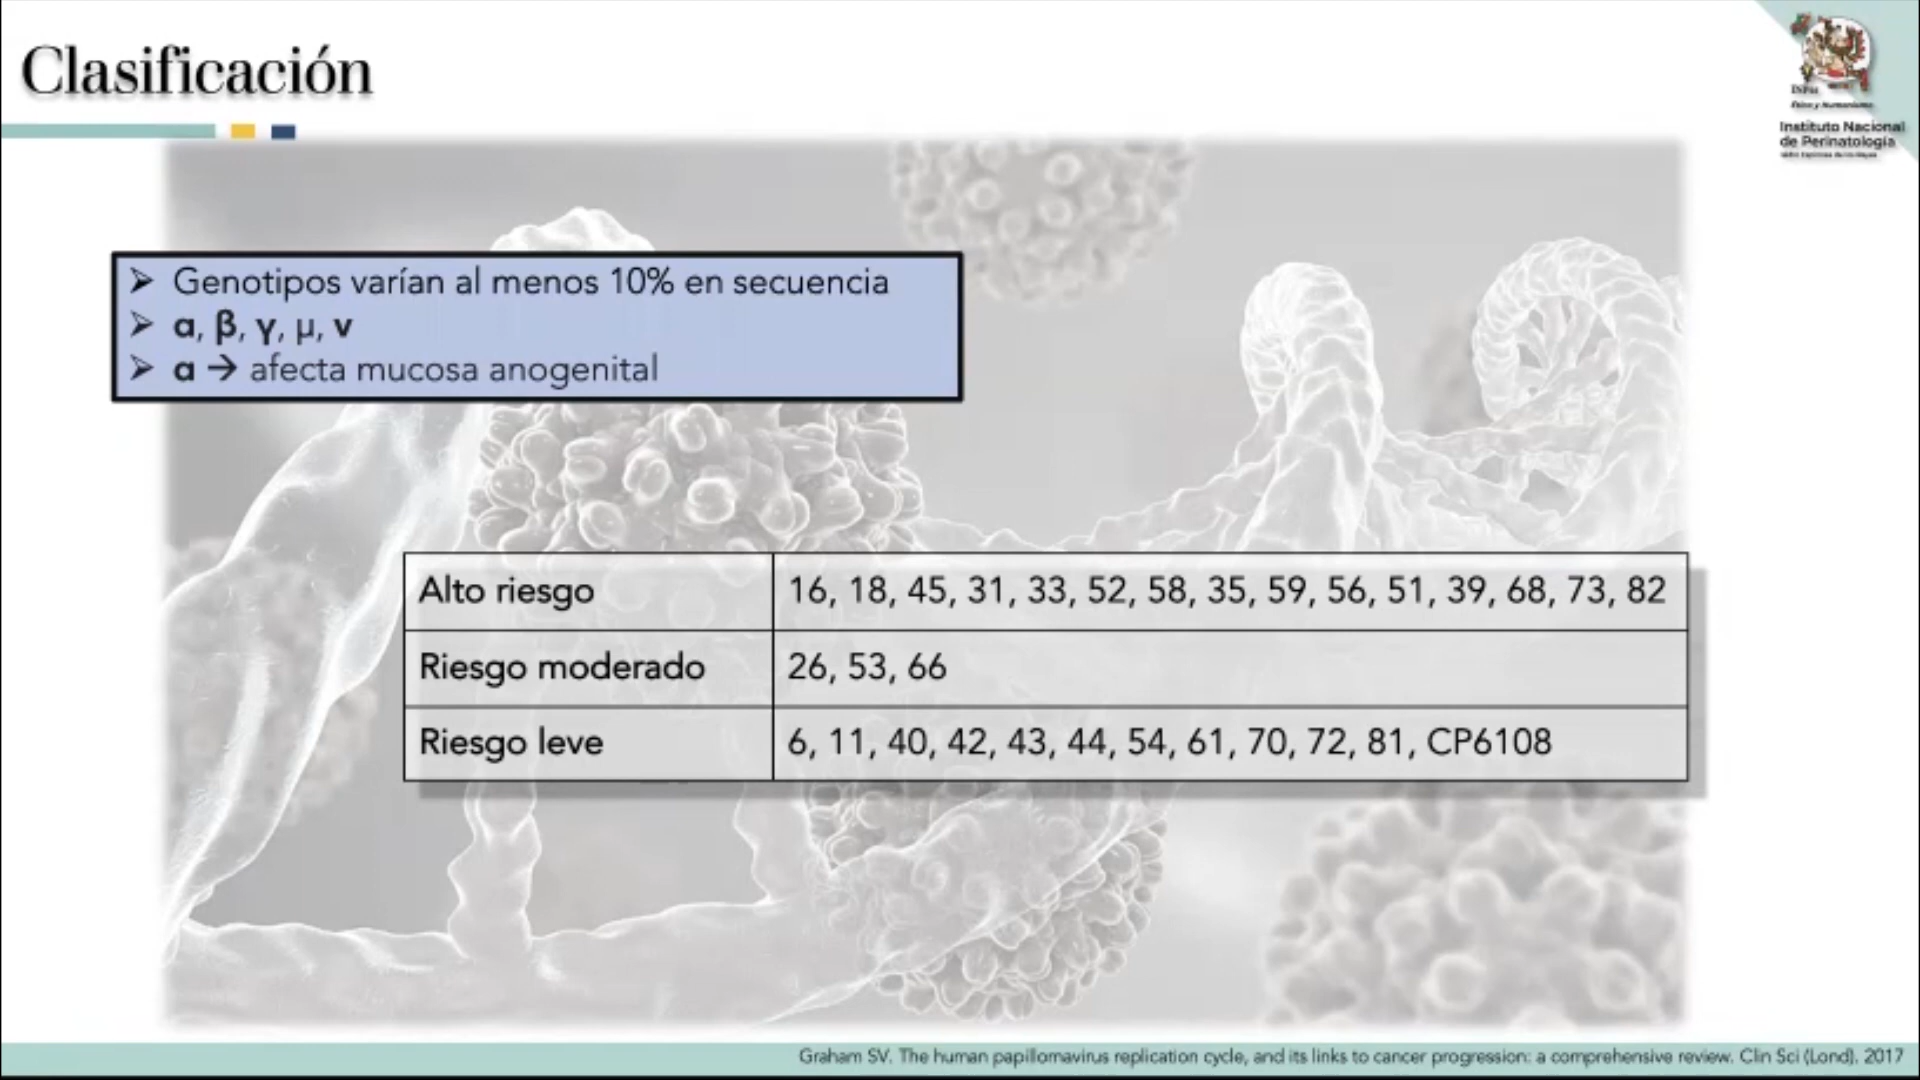 Clasificación
Instituto Nacional
de Perinatología
➢ Genotipos varían al menos 10% en secuencia
➢ α, β, γ, μ, ν
➢ α → afecta mucosa anogenital
Alto riesgo 16, 18, 45, 31, 33, 52, 58, 35, 59, 56, 51, 39, 68, 73, 82
Riesgo moderado 26, 53, 66
Riesgo leve 6, 11, 40, 42, 43, 44, 54, 61, 70, 72, 81, CP6108
Graham SV. The human papillomavirus replication cycle, and its links to cancer progression: a comprehensive review. Clin Sci (Lond). 2017